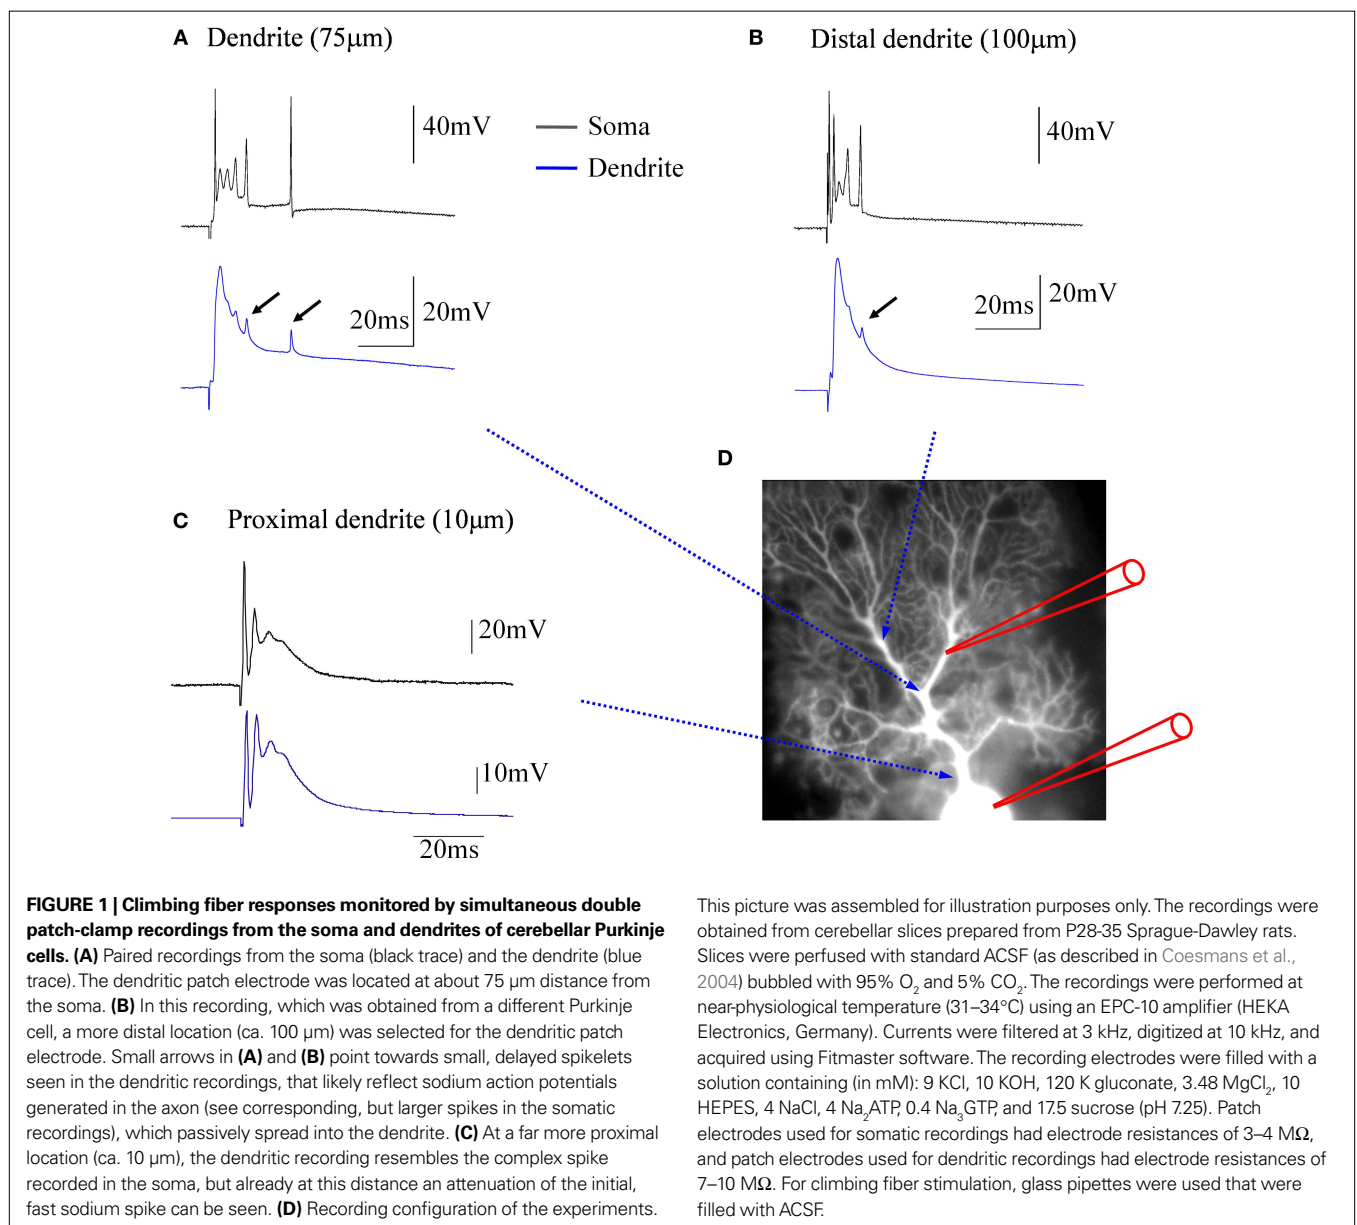 A Dendrite (75μm)
B Distal dendrite (100μm)
40mV
Soma
Dendrite
40mV
20ms
20mV
20ms
20mV
D
C Proximal dendrite (10μm)
20mV
10mV
20ms
FIGURE 1 | Climbing fiber responses monitored by simultaneous double
patch-clamp recordings from the soma and dendrites of cerebellar Purkinje
cells. (A) Paired recordings from the soma (black trace) and the dendrite (blue
trace). The dendritic patch electrode was located at about 75 μm distance from
the soma. (B) In this recording, which was obtained from a different Purkinje
cell, a more distal location (ca. 100 μm) was selected for the dendritic patch
electrode. Small arrows in (A) and (B) point towards small, delayed spikelets
seen in the dendritic recordings, that likely reflect sodium action potentials
generated in the axon (see corresponding, but larger spikes in the somatic
recordings), which passively spread into the dendrite. (C) At a far more proximal
location (ca. 10 μm), the dendritic recording resembles the complex spike
recorded in the soma, but already at this distance an attenuation of the initial,
fast sodium spike can be seen. (D) Recording configuration of the experiments.
This picture was assembled for illustration purposes only. The recordings were
obtained from cerebellar slices prepared from P28-35 Sprague-Dawley rats.
Slices were perfused with standard ACSF (as described in Coesmans et al.,
2004) bubbled with 95% O₂ and 5% CO₂. The recordings were performed at
near-physiological temperature (31–34°C) using an EPC-10 amplifier (HEKA
Electronics, Germany). Currents were filtered at 3 kHz, digitized at 10 kHz, and
acquired using Fitmaster software. The recording electrodes were filled with a
solution containing (in mM): 9 KCl, 10 KOH, 120 K gluconate, 3.48 MgCl₂, 10
HEPES, 4 NaCl, 4 Na₂ATP, 0.4 Na₃GTP, and 17.5 sucrose (pH 7.25). Patch
electrodes used for somatic recordings had electrode resistances of 3–4 MΩ,
and patch electrodes used for dendritic recordings had electrode resistances of
7–10 MΩ. For climbing fiber stimulation, glass pipettes were used that were
filled with ACSF.